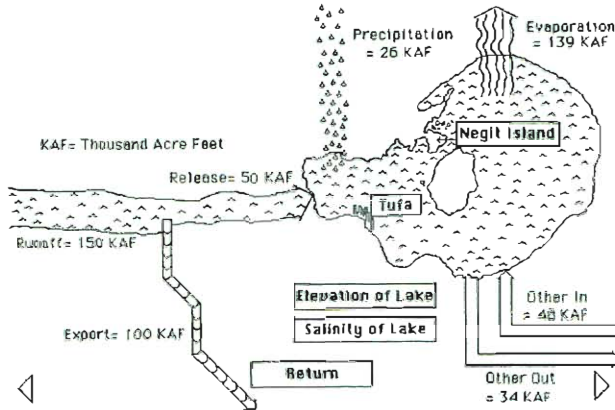 Precipitation
= 26 KAF
Evaporation
= 139 KAF
Negit Island
KAF= Thousand Acre Feet
Release= 50 KAF
Tufa
Runoff= 150 KAF
Elevation of Lake
Salinity of Lake
Other In
= 48 KAF
Export= 100 KAF
Return
Other Out
= 34 KAF